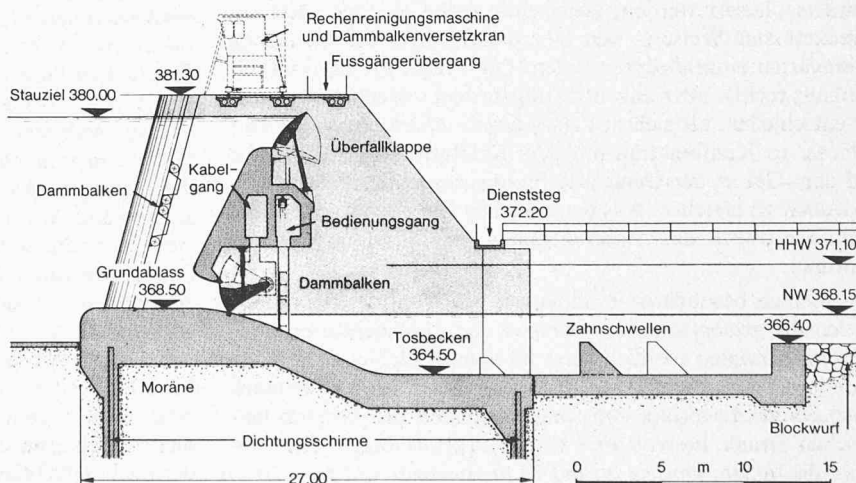 Rechenreinigungsmaschine
und Dammbalkenversetzkran
Fussgängerübergang
381.30
Stauziel 380.00
Überfallklappe
Kabel-
gang
Dammbalken
Dienststeg
372.20
Bedienungsgang
HHW 371.10
Grundablass
368.50
Dammbalken
NW 368.15
Tosbecken
364.50
Zahnschwellen
366.40
Moräne
Dichtungsschirme
Blockwurf
27.00
0 5 m 10 15